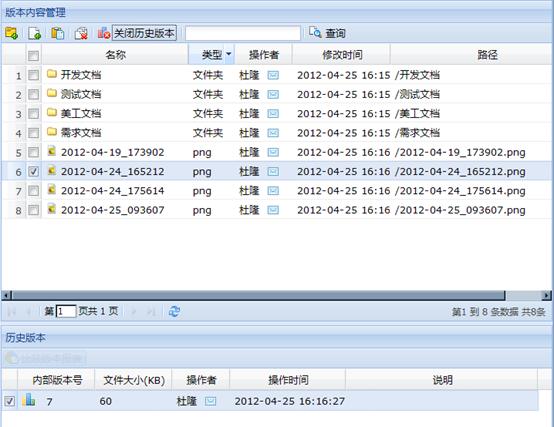 版本内容管理
关闭历史版本 查询
名称 类型 操作者 修改时间 路径
1 开发文档 文件夹 杜隆 2012-04-25 16:15 /开发文档
2 测试文档 文件夹 杜隆 2012-04-25 16:15 /测试文档
3 美工文档 文件夹 杜隆 2012-04-25 16:15 /美工文档
4 需求文档 文件夹 杜隆 2012-04-25 16:15 /需求文档
5 2012-04-19_173902 png 杜隆 2012-04-25 16:16 /2012-04-19_173902.png
6 2012-04-24_165212 png 杜隆 2012-04-25 16:16 /2012-04-24_165212.png
7 2012-04-24_175614 png 杜隆 2012-04-25 16:16 /2012-04-24_175614.png
8 2012-04-25_093607 png 杜隆 2012-04-25 16:16 /2012-04-25_093607.png
第 1 页共 1 页 第1 到 8 条数据 共8条
历史版本
内部版本号 文件大小(KB) 操作者 操作时间 说明
7 60 杜隆 2012-04-25 16:16:27